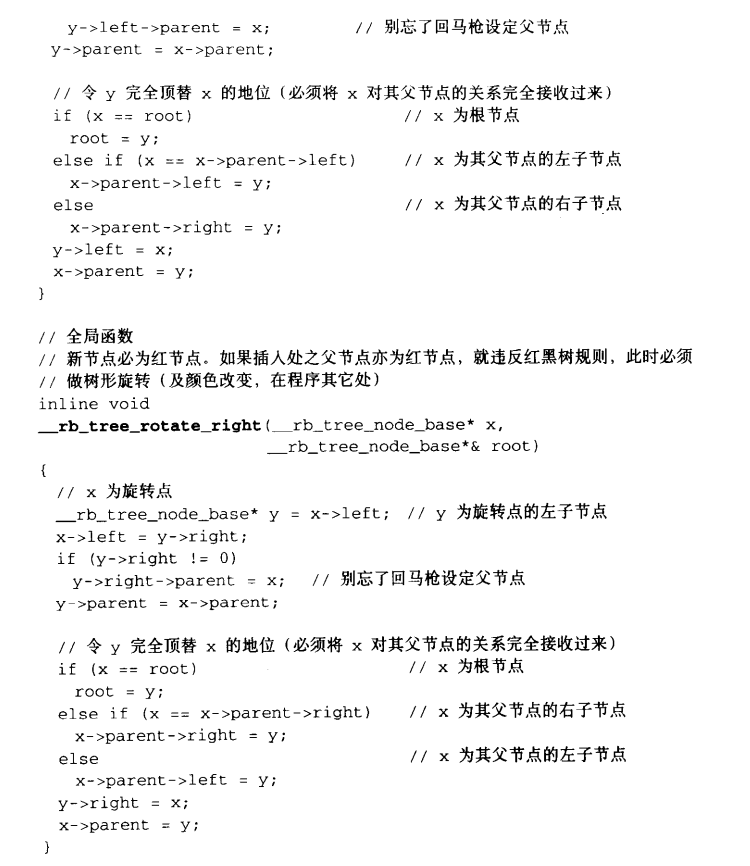 y->left->parent = x; // 别忘了回马枪设定父节点
y->parent = x->parent;
// 令 y 完全顶替 x 的地位（必须将 x 对其父节点的关系完全接收过来）
if (x == root) // x 为根节点
root = y;
else if (x == x->parent->left) // x 为其父节点的左子节点
x->parent->left = y;
else // x 为其父节点的右子节点
x->parent->right = y;
y->left = x;
x->parent = y;
}
// 全局函数
// 新节点必为红节点。如果插入处之父节点亦为红节点，就违反红黑树规则，此时必须
// 做树形旋转（及颜色改变，在程序其它处）
inline void
__rb_tree_rotate_right(__rb_tree_node_base* x,
__rb_tree_node_base*& root)
{
// x 为旋转点
__rb_tree_node_base* y = x->left; // y 为旋转点的左子节点
x->left = y->right;
if (y->right != 0)
y->right->parent = x; // 别忘了回马枪设定父节点
y->parent = x->parent;
// 令 y 完全顶替 x 的地位（必须将 x 对其父节点的关系完全接收过来）
if (x == root) // x 为根节点
root = y;
else if (x == x->parent->right) // x 为其父节点的右子节点
x->parent->right = y;
else // x 为其父节点的左子节点
x->parent->left = y;
y->right = x;
x->parent = y;
}